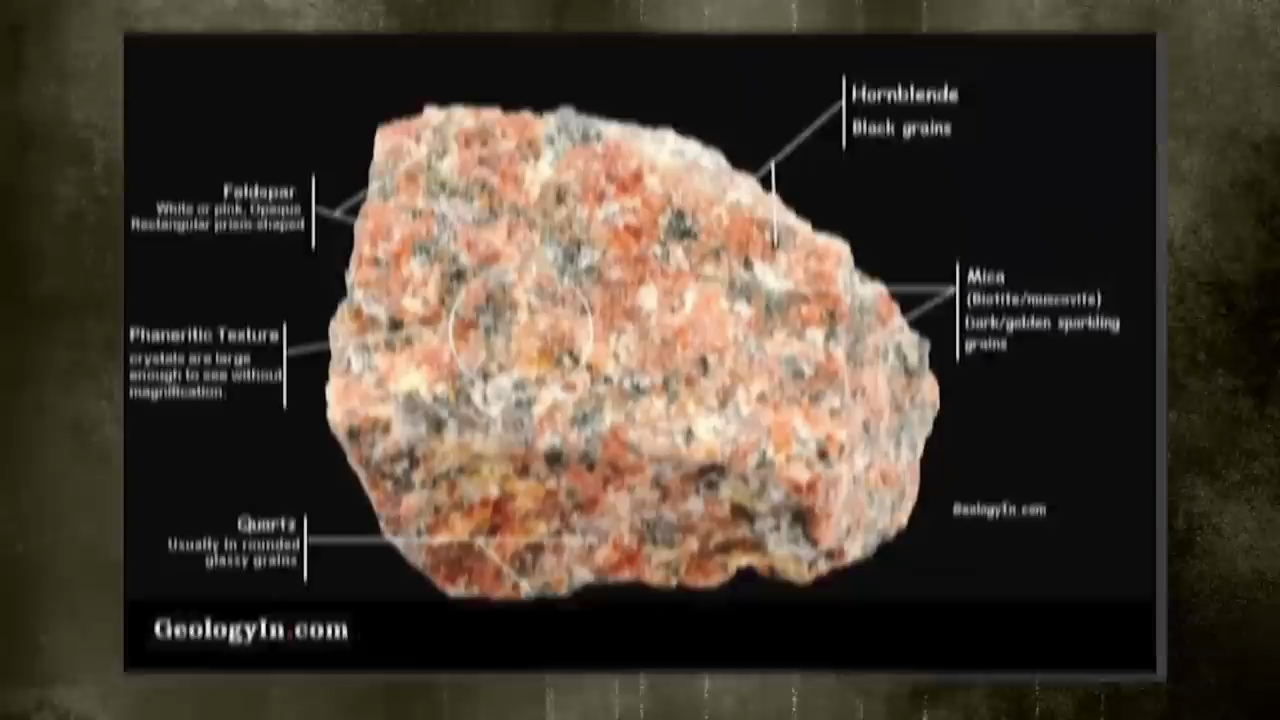 Hornblende
Black grains
Feldspar
White or pink, Opaque
Rectangular prism-shaped
Mica
(Biotite/muscovite)
Dark/golden sparkling
grains
Phaneritic Texture
crystals are large
enough to see without
magnification.
GeologyIn.com
Quartz
Usually in rounded
glassy grains
GeologyIn.com